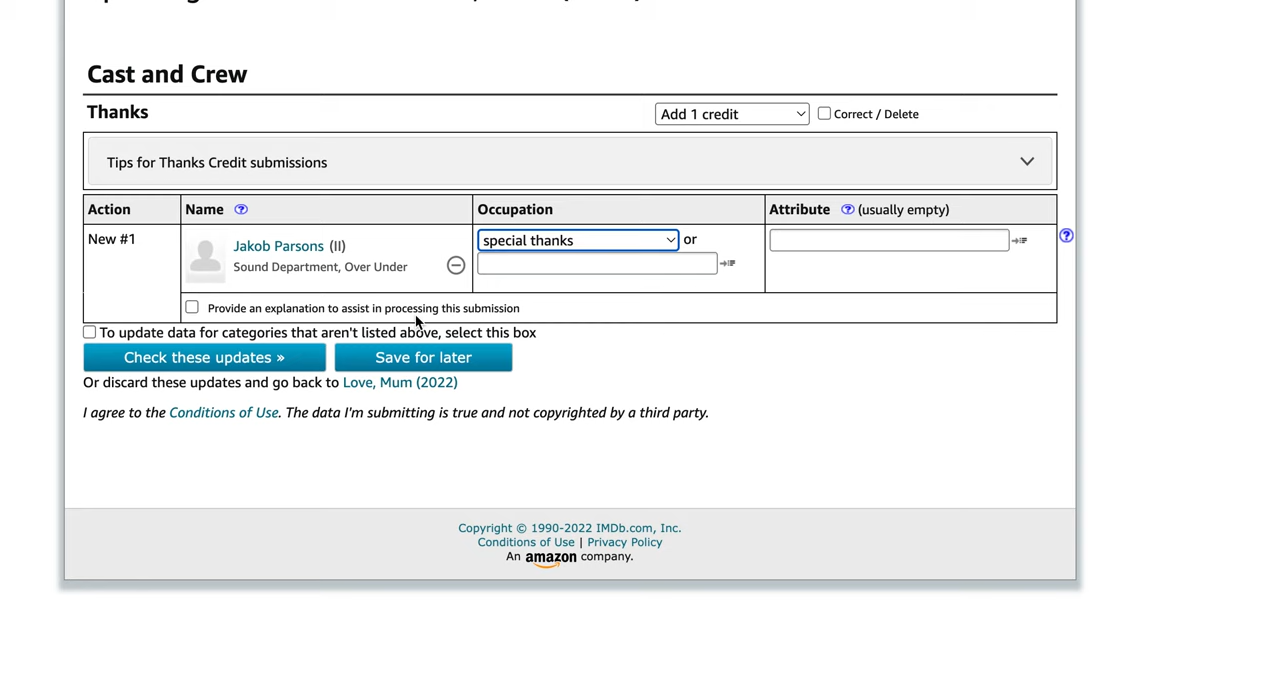 Cast and Crew
Thanks
Add 1 credit
Correct / Delete
Tips for Thanks Credit submissions
Action Name ? Occupation Attribute ? (usually empty)
New #1
Jakob Parsons (II)
Sound Department, Over Under
special thanks or
?
Provide an explanation to assist in processing this submission
To update data for categories that aren't listed above, select this box
Check these updates » Save for later
Or discard these updates and go back to Love, Mum (2022)
I agree to the Conditions of Use. The data I'm submitting is true and not copyrighted by a third party.
Copyright © 1990-2022 IMDb.com, Inc.
Conditions of Use | Privacy Policy
An amazon company.